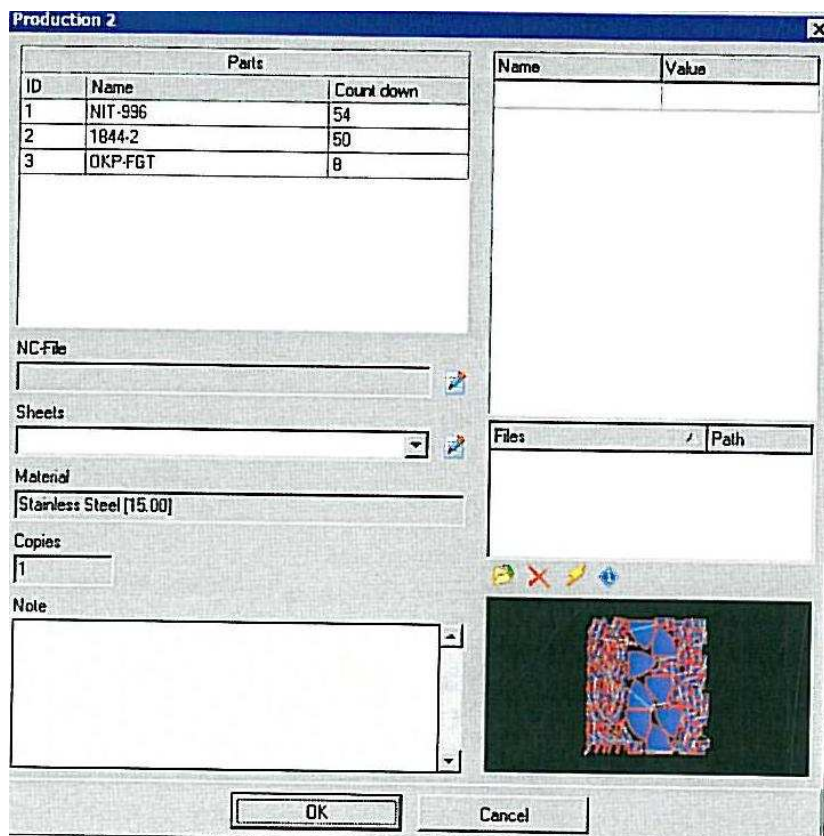 Production 2
Parts
ID Name Count down
1 NIT-996 54
2 1844-2 50
3 OKP-FGT 8
NC-File
Sheets
Material
Stainless Steel [15.00]
Copies
1
Note
Name Value
Files / Path
OK Cancel